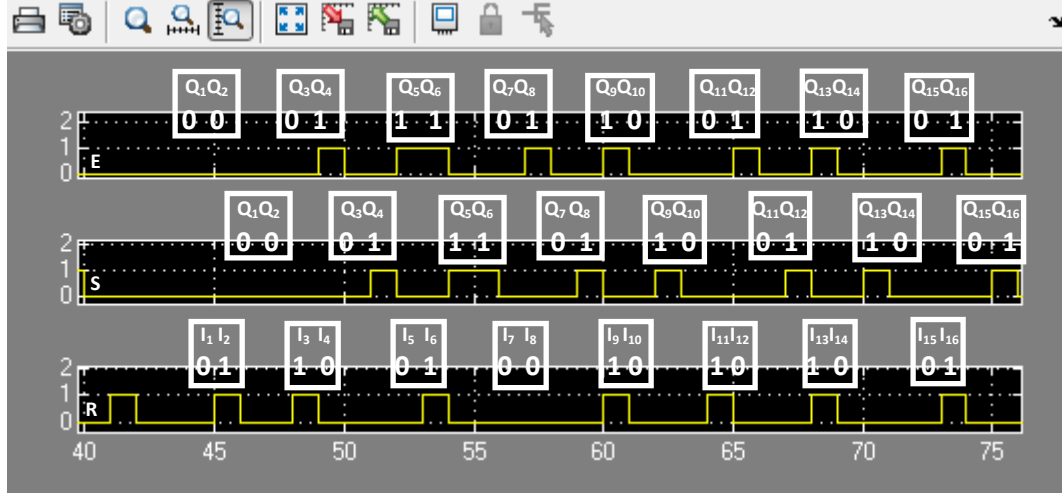 Q₁Q₂ Q₃Q₄ Q₅Q₆ Q₇Q₈ Q₉Q₁₀ Q₁₁Q₁₂ Q₁₃Q₁₄ Q₁₅Q₁₆
2 0 0 0 1 1 1 0 1 1 0 0 1 1 0 0 1
1
E
0
Q₁Q₂ Q₃Q₄ Q₅Q₆ Q₇Q₈ Q₉Q₁₀ Q₁₁Q₁₂ Q₁₃Q₁₄ Q₁₅Q₁₆
2 0 0 0 1 1 1 0 1 1 0 0 1 1 0 0 1
1
S
0
I₁ I₂ I₃ I₄ I₅ I₆ I₇ I₈ I₉ I₁₀ I₁₁I₁₂ I₁₃I₁₄ I₁₅ I₁₆
2 0 1 1 0 0 1 0 0 1 0 1 0 1 0 0 1
1
R
0
40 45 50 55 60 65 70 75